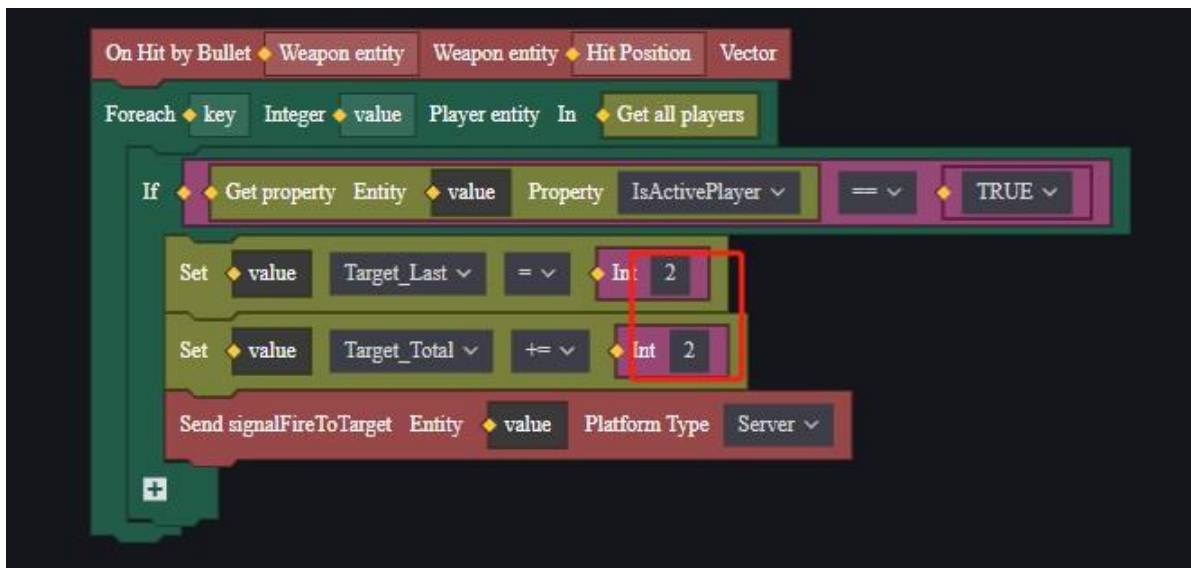 On Hit by Bullet Weapon entity Weapon entity Hit Position Vector
Foreach key Integer value Player entity In Get all players
If Get property Entity value Property IsActivePlayer == TRUE
Set value Target_Last = Int 2
Set value Target_Total += Int 2
Send signalFireToTarget Entity value Platform Type Server